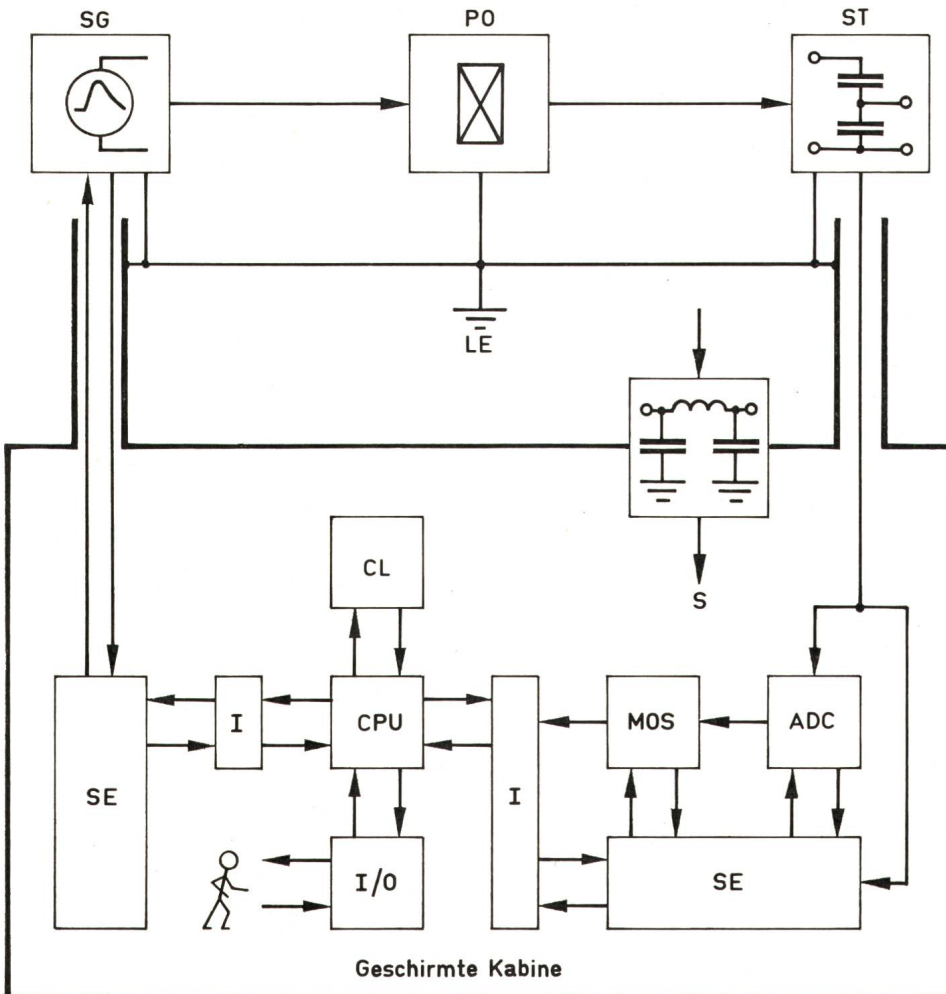 SG
PO
ST
LE
S
CL
SE
I
CPU
I
MOS
ADC
I/O
SE
Geschirmte Kabine